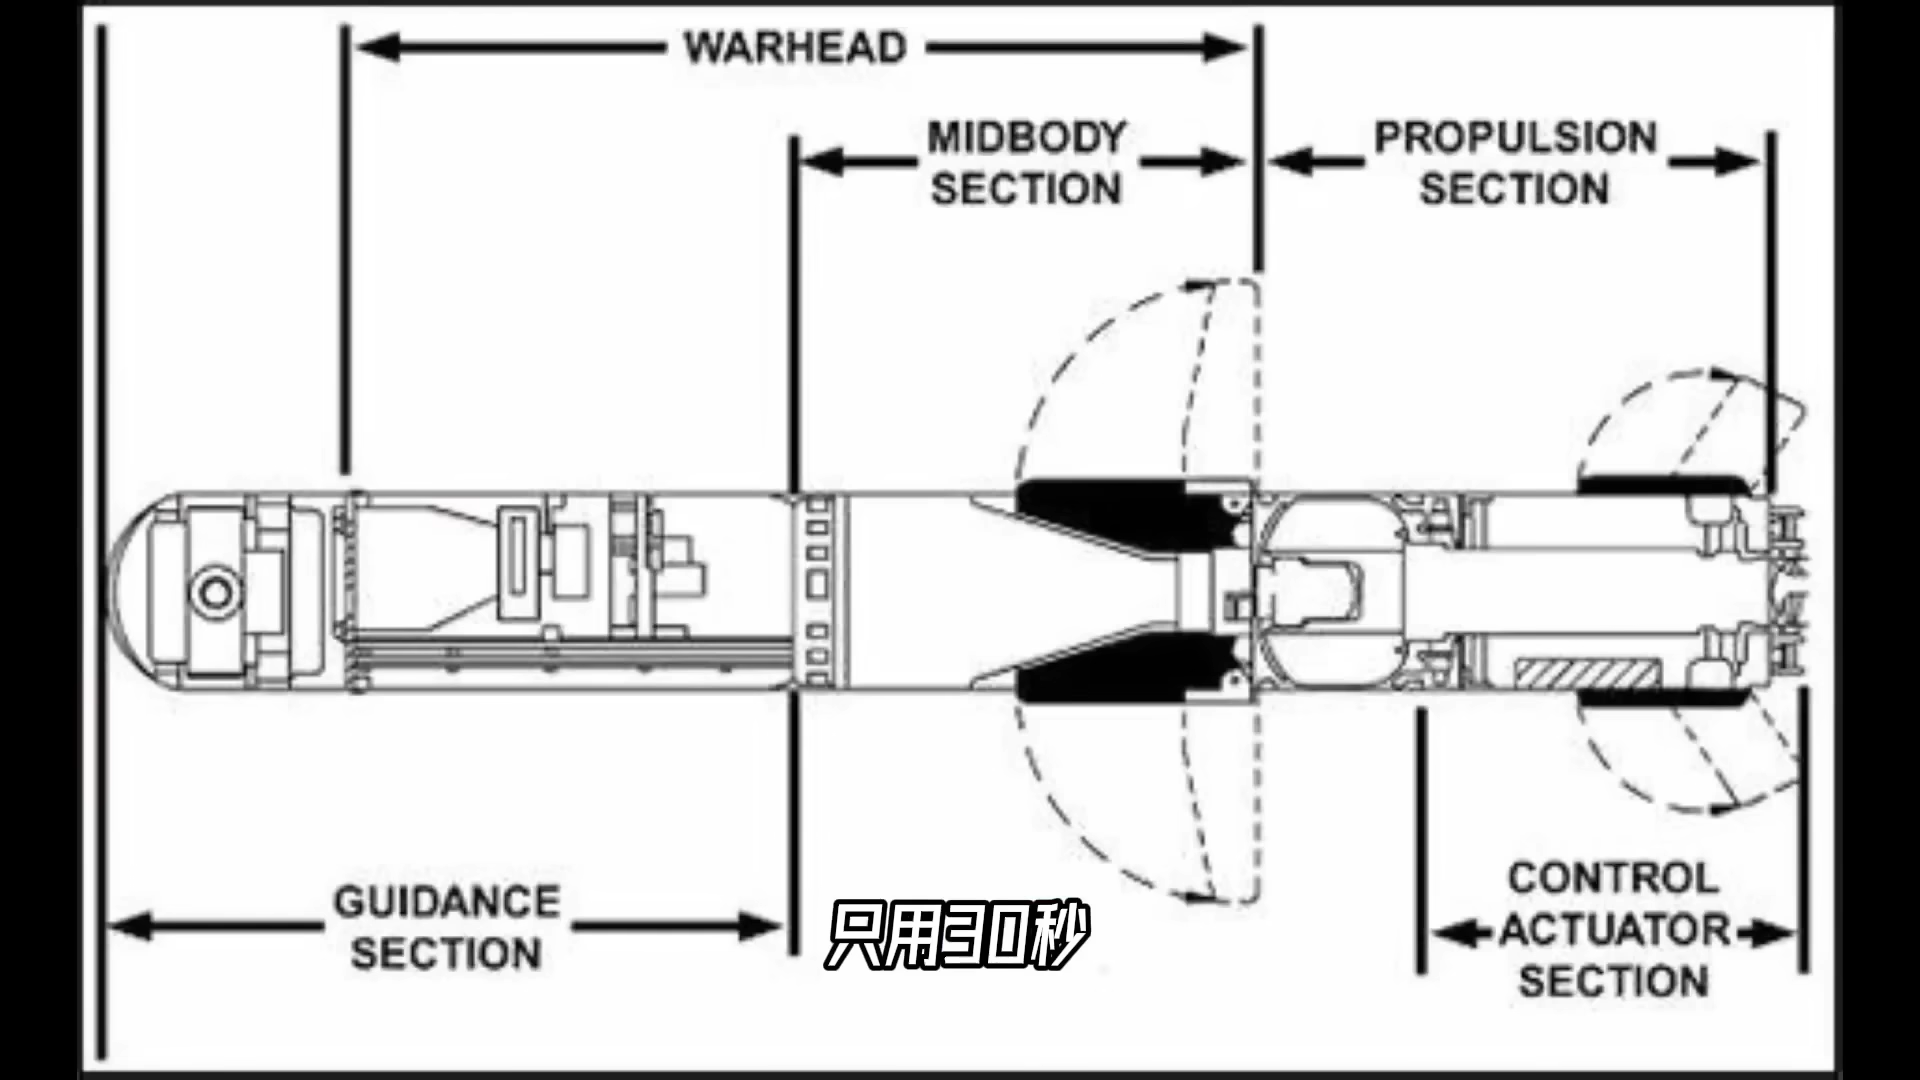 WARHEAD
MIDBODY
SECTION
PROPULSION
SECTION
GUIDANCE
SECTION
只用30秒
CONTROL
ACTUATOR
SECTION